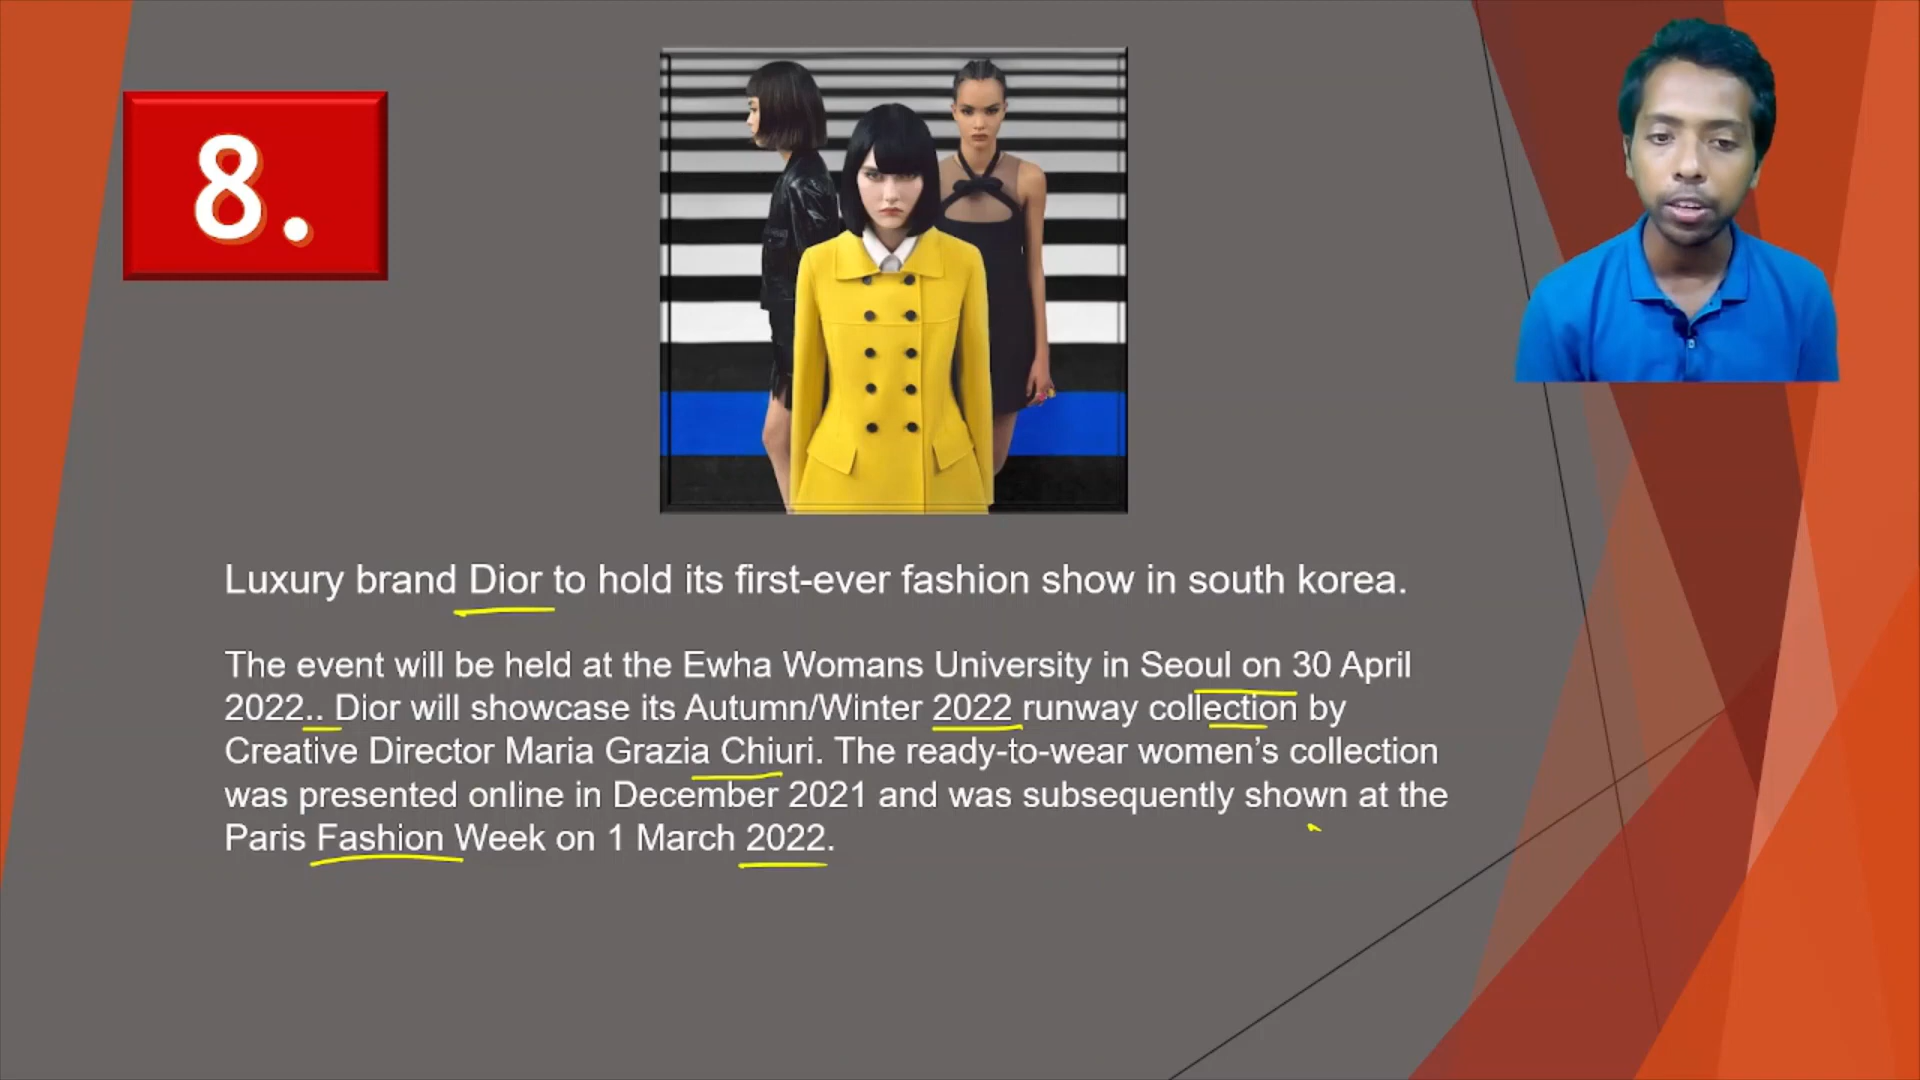 8.
Luxury brand Dior to hold its first-ever fashion show in south korea.
The event will be held at the Ewha Womans University in Seoul on 30 April
2022.. Dior will showcase its Autumn/Winter 2022 runway collection by
Creative Director Maria Grazia Chiuri. The ready-to-wear women’s collection
was presented online in December 2021 and was subsequently shown at the
Paris Fashion Week on 1 March 2022.